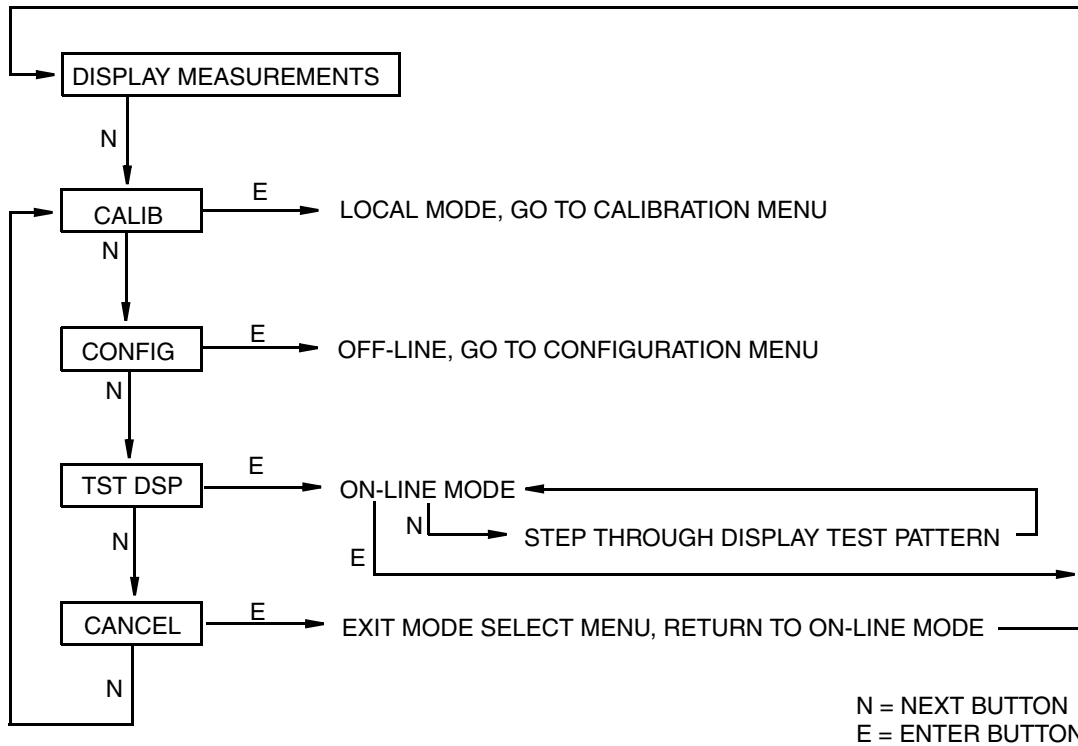 DISPLAY MEASUREMENTS
N
CALIB
E
LOCAL MODE, GO TO CALIBRATION MENU
N
CONFIG
E
OFF-LINE, GO TO CONFIGURATION MENU
N
TST DSP
E
ON-LINE MODE
N
STEP THROUGH DISPLAY TEST PATTERN
E
N
CANCEL
E
EXIT MODE SELECT MENU, RETURN TO ON-LINE MODE
N
N = NEXT BUTTON
E = ENTER BUTTON